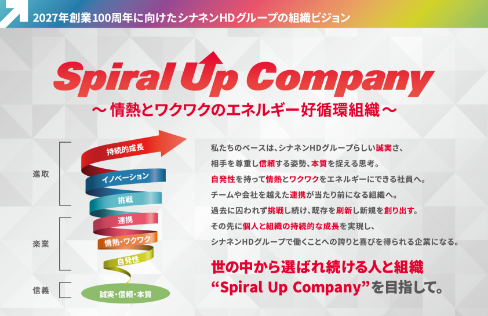 2027年創業100周年に向けたシナネンHDグループの組織ビジョン
Spiral Up Company
～ 情熱とワクワクのエネルギー好循環組織 ～
進取
楽業
信義
持続的成長
イノベーション
挑戦
連携
情熱・ワクワク
自発性
誠実・信頼・本質
私たちのベースは、シナネンHDグループらしい誠実さ、
相手を尊重し信頼する姿勢、本質を捉える思考。
自発性を持って情熱とワクワクをエネルギーにできる社員へ。
チームや会社を越えた連携が当たり前になる組織へ。
過去に囚われず挑戦し続け、既存を刷新し新規を創り出す。
その先に個人と組織の持続的な成長を実現し、
シナネンHDグループで働くことへの誇りと喜びを得られる企業になる。
世の中から選ばれ続ける人と組織
“Spiral Up Company”を目指して。